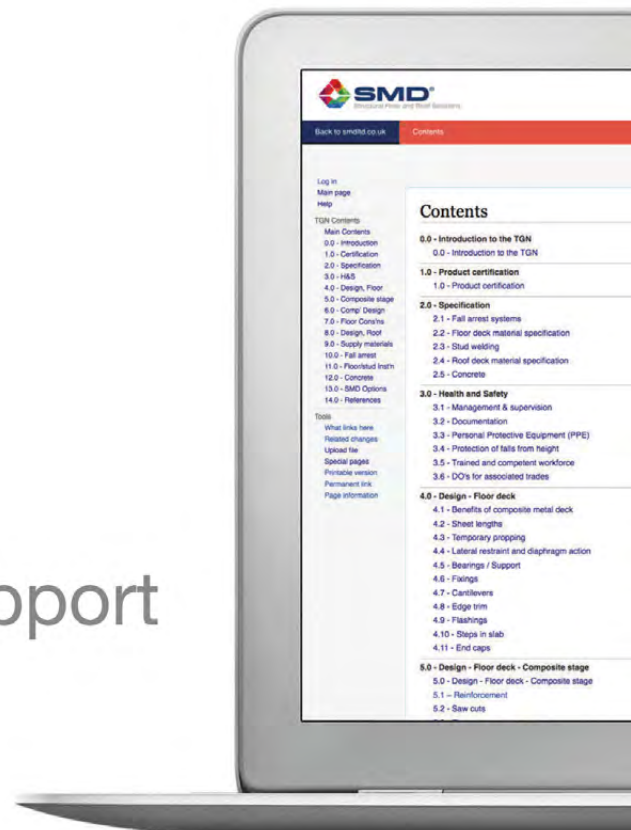 SMD
Structural Floor and Roof Solutions
Back to smdltd.co.uk
Contents
Log in
Main page
Help
TGN Contents
Main Contents
0.0 - Introduction
1.0 - Certification
2.0 - Specification
3.0 - H&S
4.0 - Design, Floor
5.0 - Composite stage
6.0 - Comp/ Design
7.0 - Floor Cons'ns
8.0 - Design, Roof
9.0 - Supply materials
10.0 - Fall arrest
11.0 - Floor/stud Inst'n
12.0 - Concrete
13.0 - SMD Options
14.0 - References
Tools
What links here
Related changes
Upload file
Special pages
Printable version
Permanent link
Page information
Contents
0.0 - Introduction to the TGN
0.0 - Introduction to the TGN
1.0 - Product certification
1.0 - Product certification
2.0 - Specification
2.1 - Fall arrest systems
2.2 - Floor deck material specification
2.3 - Stud welding
2.4 - Roof deck material specification
2.5 - Concrete
3.0 - Health and Safety
3.1 - Management & supervision
3.2 - Documentation
3.3 - Personal Protective Equipment (PPE)
3.4 - Protection of falls from height
3.5 - Trained and competent workforce
3.6 - DO's for associated trades
4.0 - Design - Floor deck
4.1 - Benefits of composite metal deck
4.2 - Sheet lengths
4.3 - Temporary propping
4.4 - Lateral restraint and diaphragm action
4.5 - Bearings / Support
4.6 - Fixings
4.7 - Cantilevers
4.8 - Edge trim
4.9 - Flashings
4.10 - Steps in slab
4.11 - End caps
5.0 - Design - Floor deck - Composite stage
5.0 - Design - Floor deck - Composite stage
5.1 – Reinforcement
5.2 - Saw cuts
pport